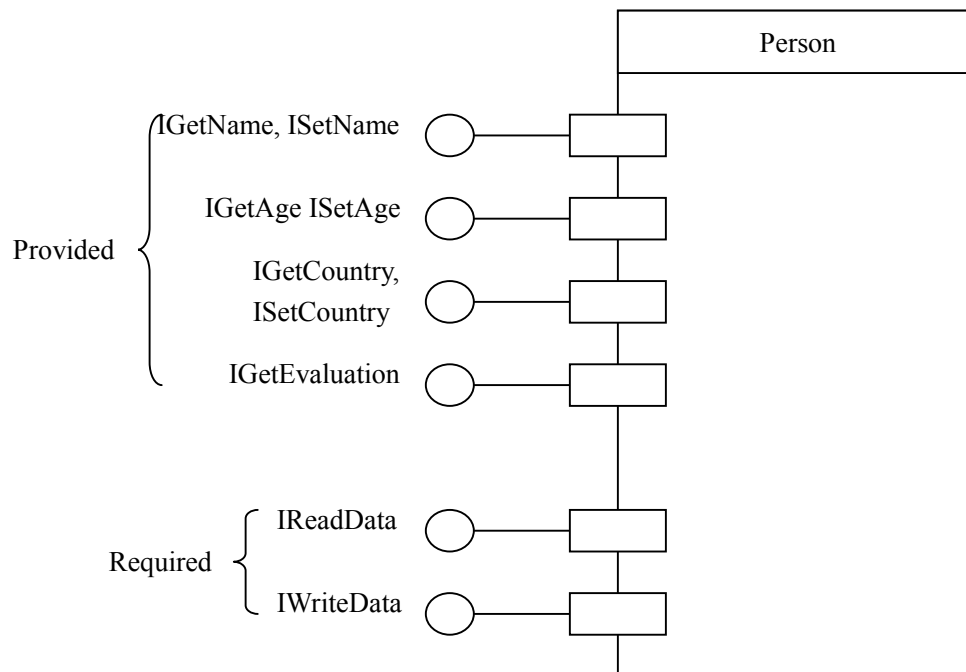 Person
IGetName, ISetName
IGetAge ISetAge
Provided
IGetCountry,
ISetCountry
IGetEvaluation
IReadData
Required
IWriteData